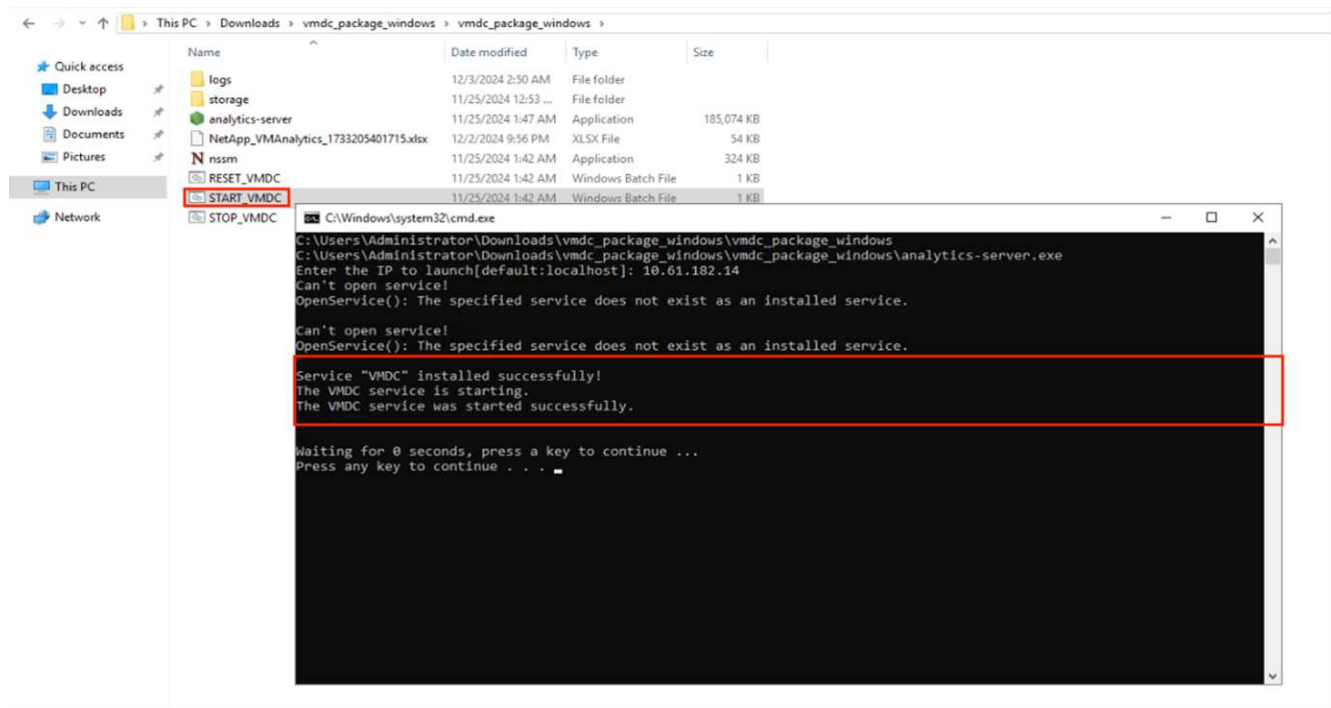 This PC > Downloads > vmdc_package_windows > vmdc_package_windows >
Name Date modified Type Size
Quick access
Desktop
Downloads
Documents
Pictures
This PC
Network
logs 12/3/2024 2:50 AM File folder
storage 11/25/2024 12:53 ... File folder
analytics-server 11/25/2024 1:47 AM Application 185,074 KB
NetApp_VMAnalytics_1733205401715.xlsx 12/2/2024 9:56 PM XLSX File 54 KB
N nssm 11/25/2024 1:42 AM Application 324 KB
RESET_VMDC 11/25/2024 1:42 AM Windows Batch File 1 KB
START_VMDC 11/25/2024 1:42 AM Windows Batch File 1 KB
STOP_VMDC
C:\Windows\system32\cmd.exe
C:\Users\Administrator\Downloads\vmdc_package_windows\vmdc_package_windows
C:\Users\Administrator\Downloads\vmdc_package_windows\vmdc_package_windows\analytics-server.exe
Enter the IP to launch[default:localhost]: 10.61.182.14
Can't open service!
OpenService(): The specified service does not exist as an installed service.
Can't open service!
OpenService(): The specified service does not exist as an installed service.
Service "VMDC" installed successfully!
The VMDC service is starting.
The VMDC service was started successfully.
Waiting for 0 seconds, press a key to continue ...
Press any key to continue . . .